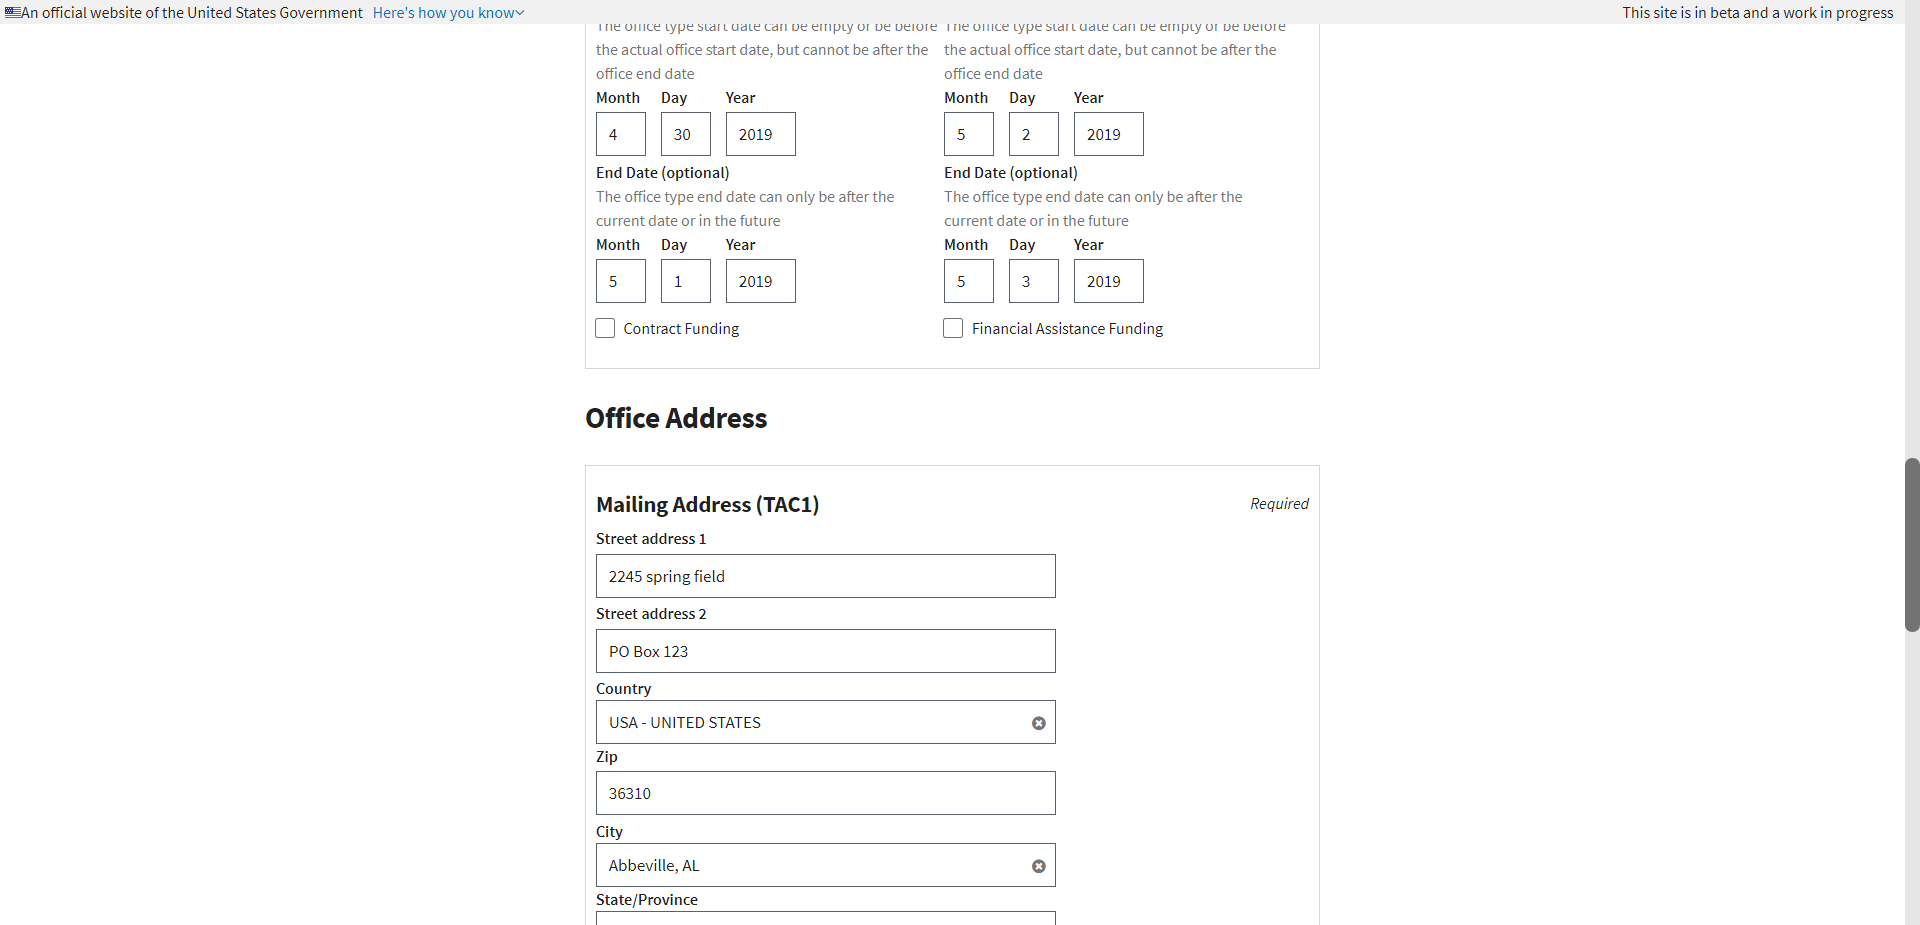 An official website of the United States Government Here's how you know
This site is in beta and a work in progress
The office type start date can be empty or be before
the actual office start date, but cannot be after the
office end date
Month Day Year
4 30 2019
End Date (optional)
The office type end date can only be after the
current date or in the future
Month Day Year
5 1 2019
Contract Funding
The office type start date can be empty or be before
the actual office start date, but cannot be after the
office end date
Month Day Year
5 2 2019
End Date (optional)
The office type end date can only be after the
current date or in the future
Month Day Year
5 3 2019
Financial Assistance Funding
Office Address
Mailing Address (TAC1)
Required
Street address 1
2245 spring field
Street address 2
PO Box 123
Country
USA - UNITED STATES
Zip
36310
City
Abbeville, AL
State/Province